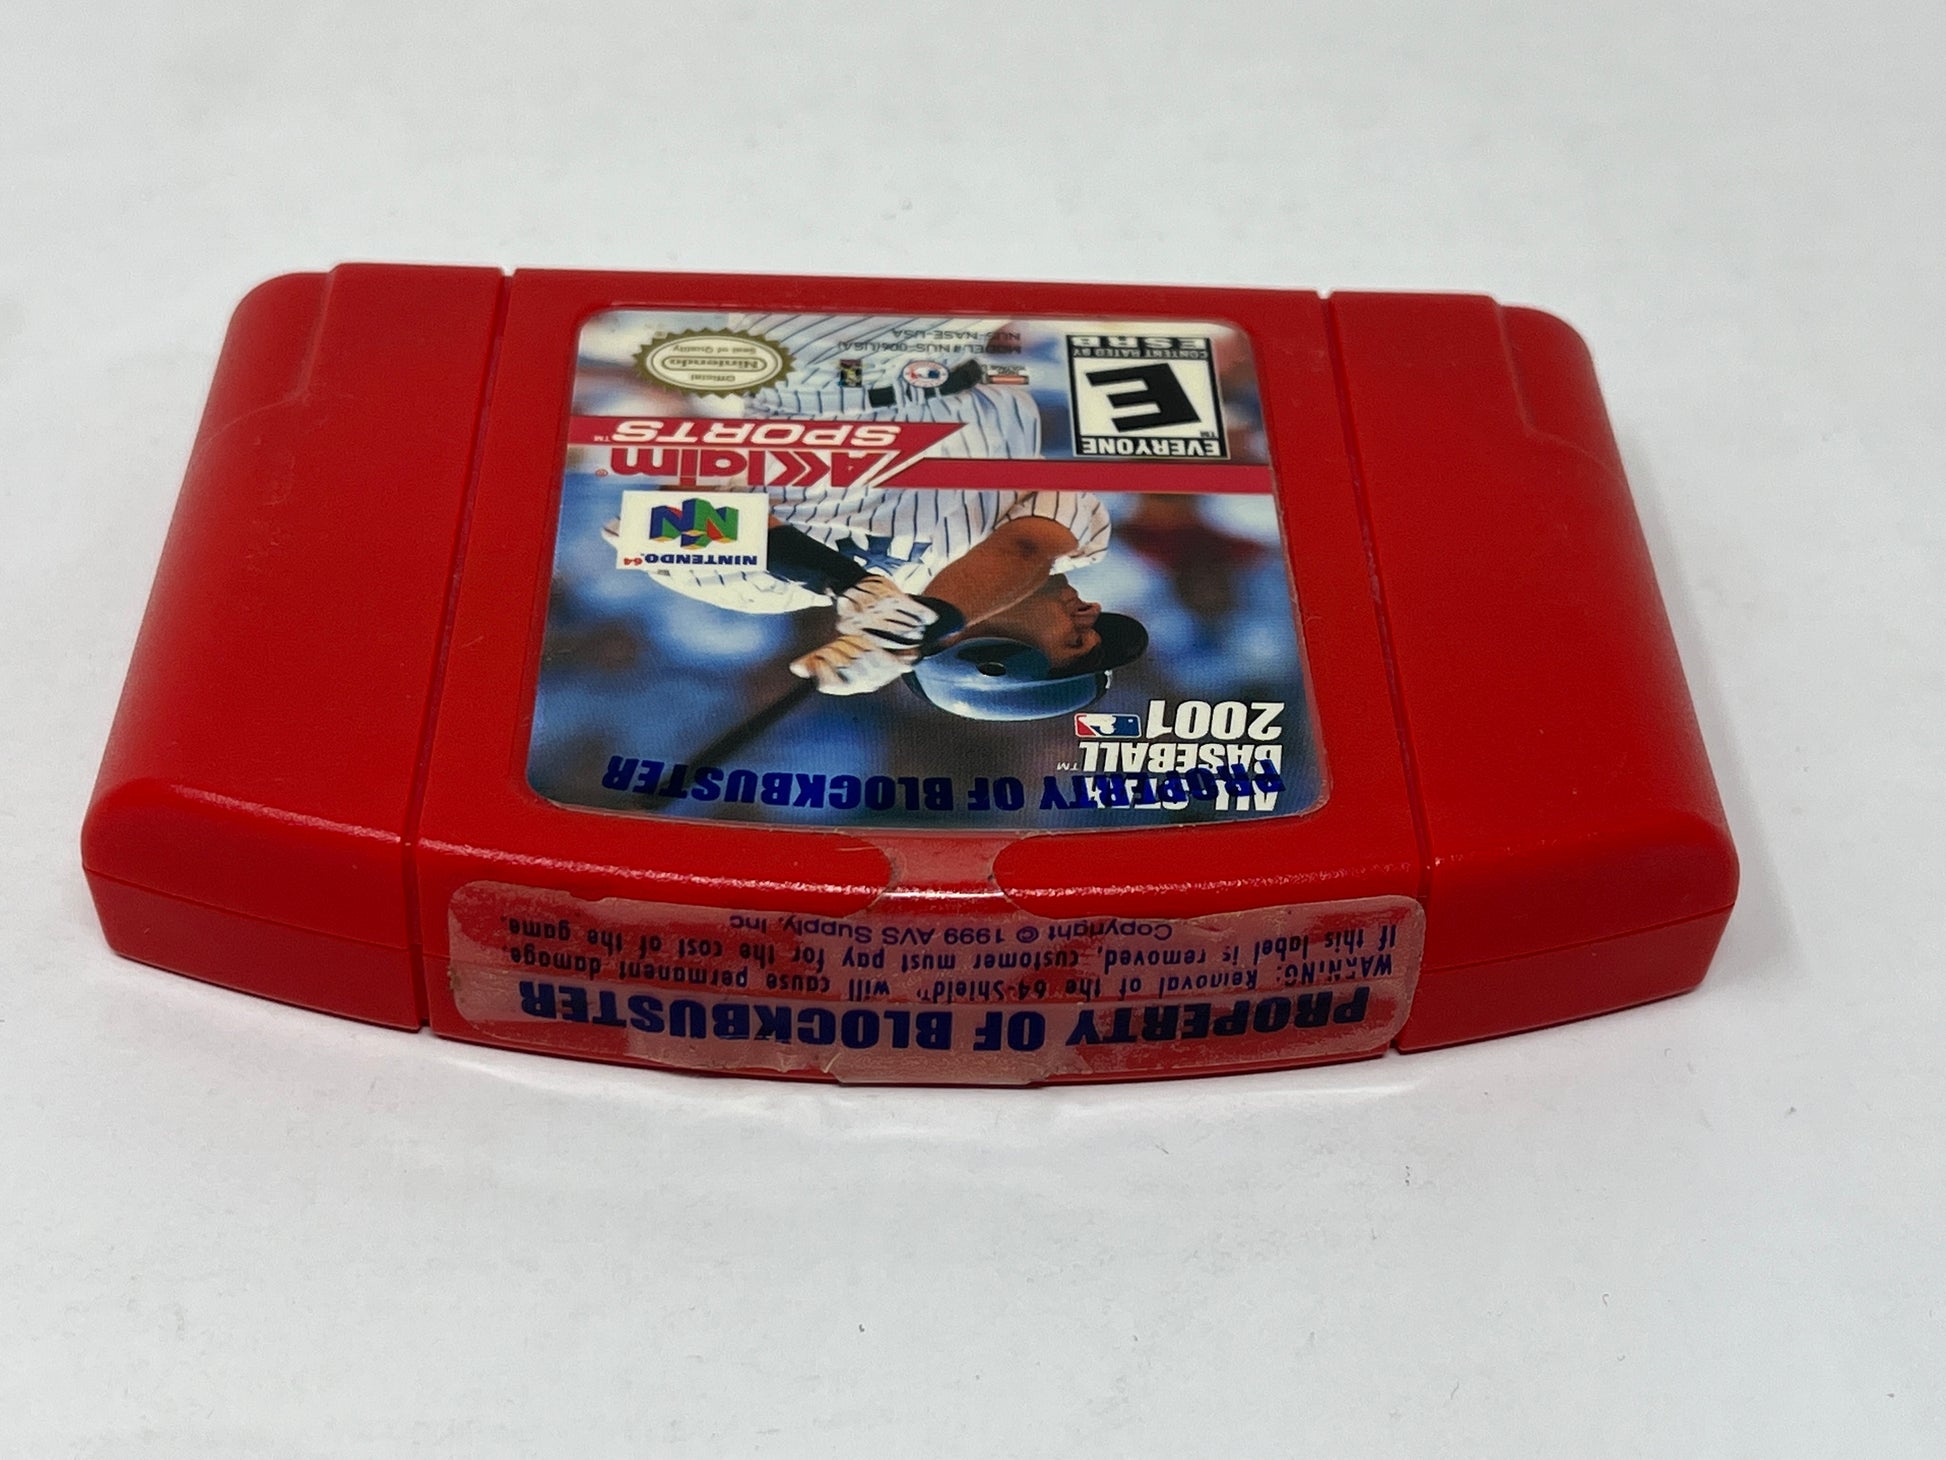 PROPERTY OF BLOCKBUSTER
WARNING: Removal of the 64-Shield™ will cause permanent damage.
If this label is removed, customer must pay for the cost of the game
Copyright © 1999 AVS Supply, Inc
PROPERTY OF BLOCKBUSTER
ALL-STAR
BASEBALL™
2001
NINTENDO 64
AKklaim®
SPORTS™
EVERYONE™
E
CONTENT RATED BY
ESRB
MODEL# NUS-006(USA)
NUS-NASE-USA
Official
Nintendo
Seal of Quality